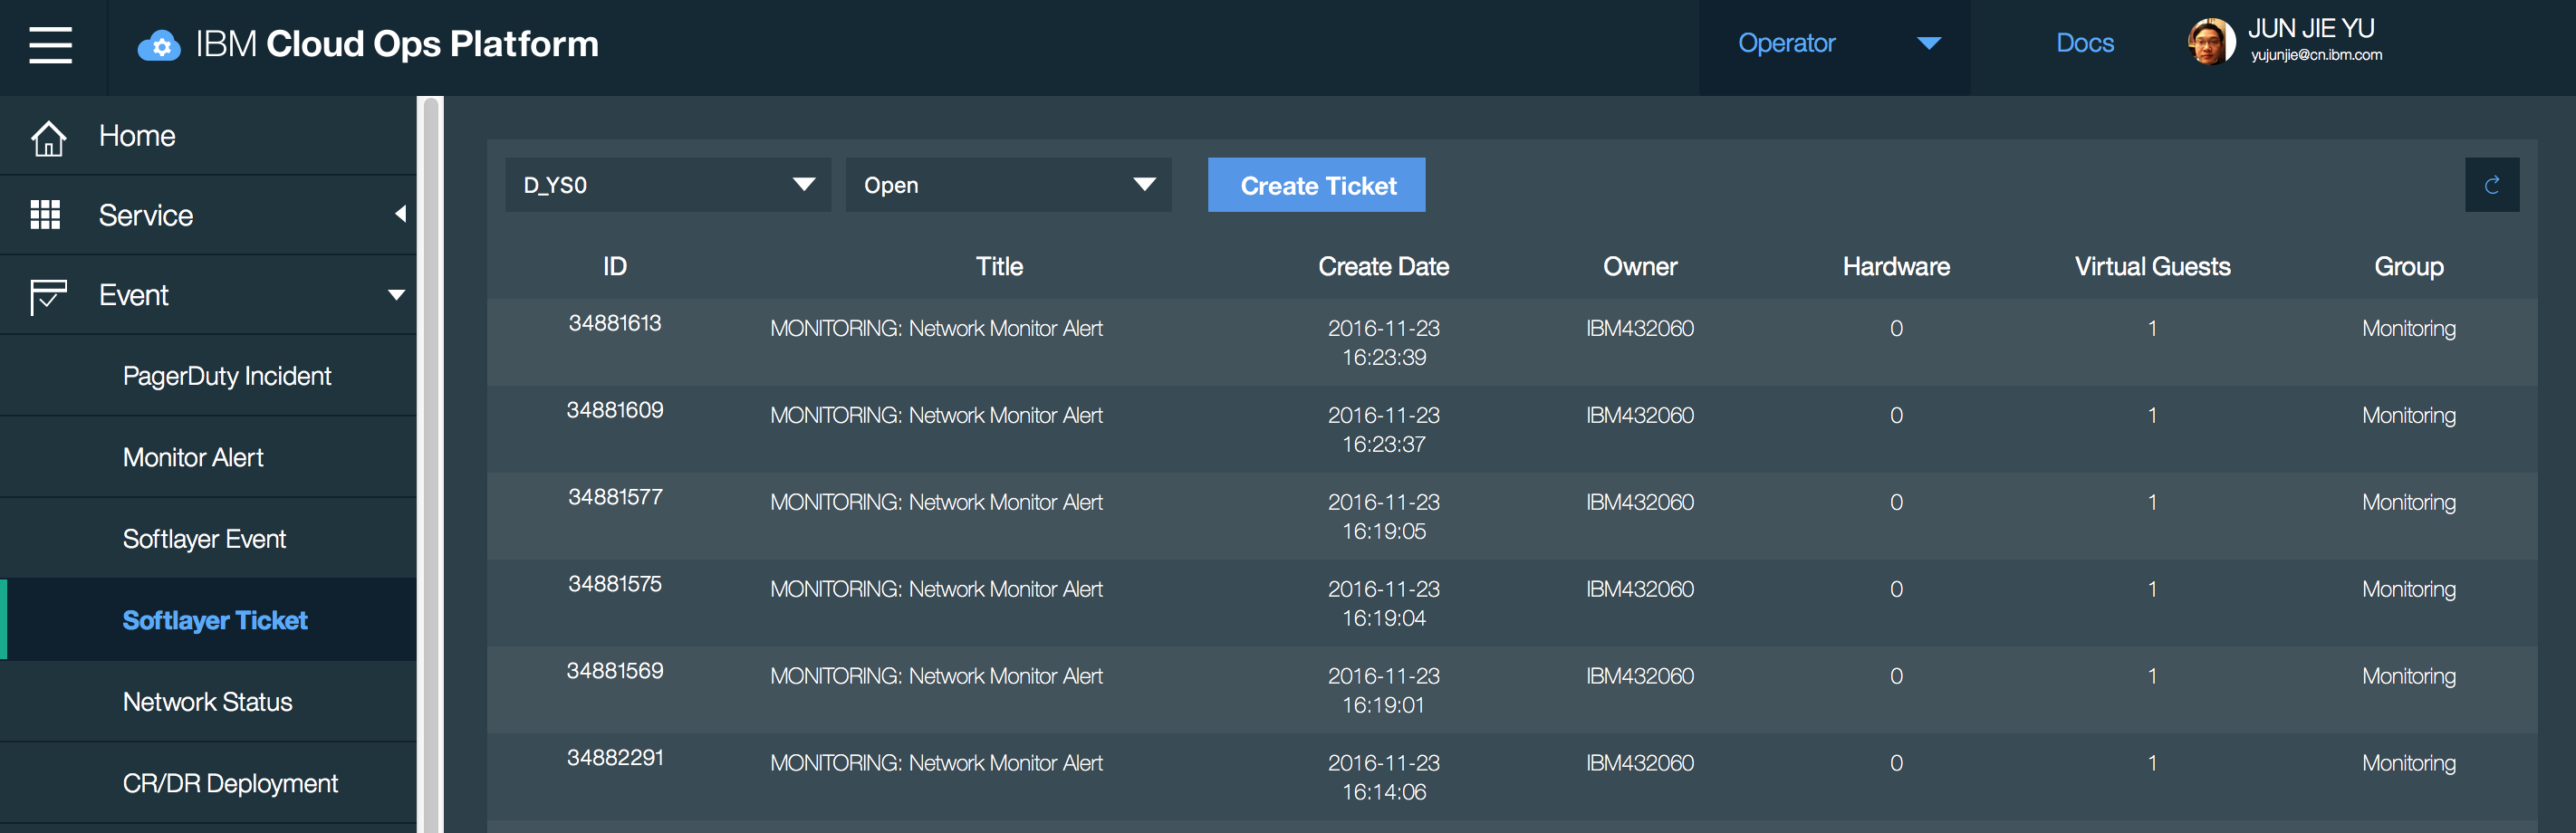 IBM Cloud Ops Platform
Operator
Docs
JUN JIE YU
yujunjie@cn.ibm.com
Home
Service
Event
PagerDuty Incident
Monitor Alert
Softlayer Event
Softlayer Ticket
Network Status
CR/DR Deployment
D_YS0 Open Create Ticket
ID Title Create Date Owner Hardware Virtual Guests Group
34881613 MONITORING: Network Monitor Alert 2016-11-23 IBM432060 0 1 Monitoring
16:23:39
34881609 MONITORING: Network Monitor Alert 2016-11-23 IBM432060 0 1 Monitoring
16:23:37
34881577 MONITORING: Network Monitor Alert 2016-11-23 IBM432060 0 1 Monitoring
16:19:05
34881575 MONITORING: Network Monitor Alert 2016-11-23 IBM432060 0 1 Monitoring
16:19:04
34881569 MONITORING: Network Monitor Alert 2016-11-23 IBM432060 0 1 Monitoring
16:19:01
34882291 MONITORING: Network Monitor Alert 2016-11-23 IBM432060 0 1 Monitoring
16:14:06